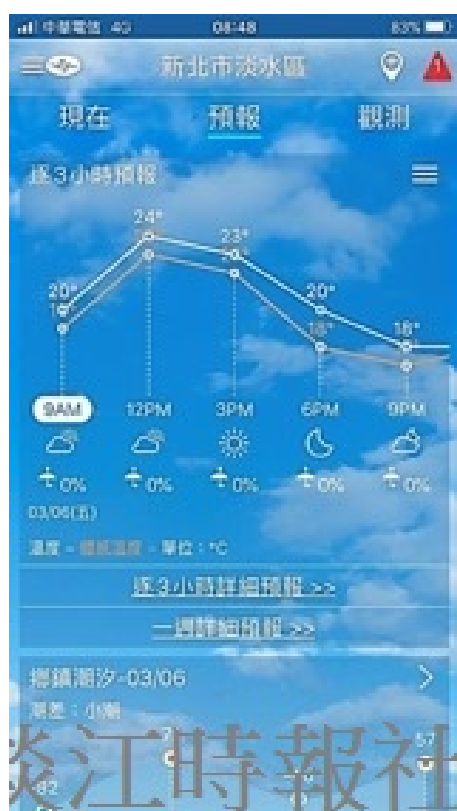 中華電信 4G 08:48 83%
新北市淡水區 1
現在 預報 觀測
逐3小時預報
24°
23°
20° 20°
18° 18°
9AM 12PM 3PM 6PM 9PM
0% 0% 0% 0% 0%
03/06(五)
溫度 - 體感溫度 - 單位：°C
逐3小時詳細預報 >>
一週詳細預報 >>
鄉鎮潮汐-03/06
潮差：小潮
57
82
淡江時報社